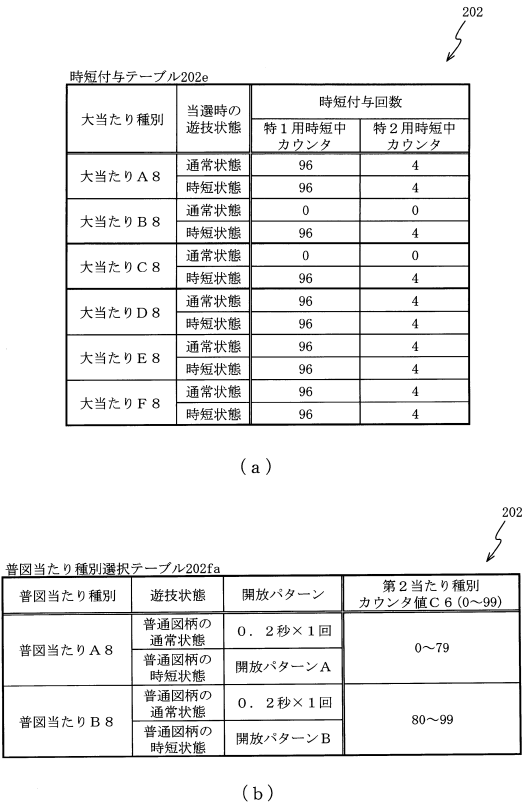 202
時短付与テーブル202e
大当たり種別 当選時の遊技状態 時短付与回数
特1用時短中カウンタ 特2用時短中カウンタ
大当たりA8 通常状態 96 4
時短状態 96 4
大当たりB8 通常状態 0 0
時短状態 96 4
大当たりC8 通常状態 0 0
時短状態 96 4
大当たりD8 通常状態 96 4
時短状態 96 4
大当たりE8 通常状態 96 4
時短状態 96 4
大当たりF8 通常状態 96 4
時短状態 96 4
(a)
202
普図当たり種別選択テーブル202fa
普図当たり種別 遊技状態 開放パターン 第2当たり種別カウンタ値C6(0～99)
普図当たりA8 普通図柄の通常状態 0.2秒×1回 0～79
普通図柄の時短状態 開放パターンA
普図当たりB8 普通図柄の通常状態 0.2秒×1回 80～99
普通図柄の時短状態 開放パターンB
(b)